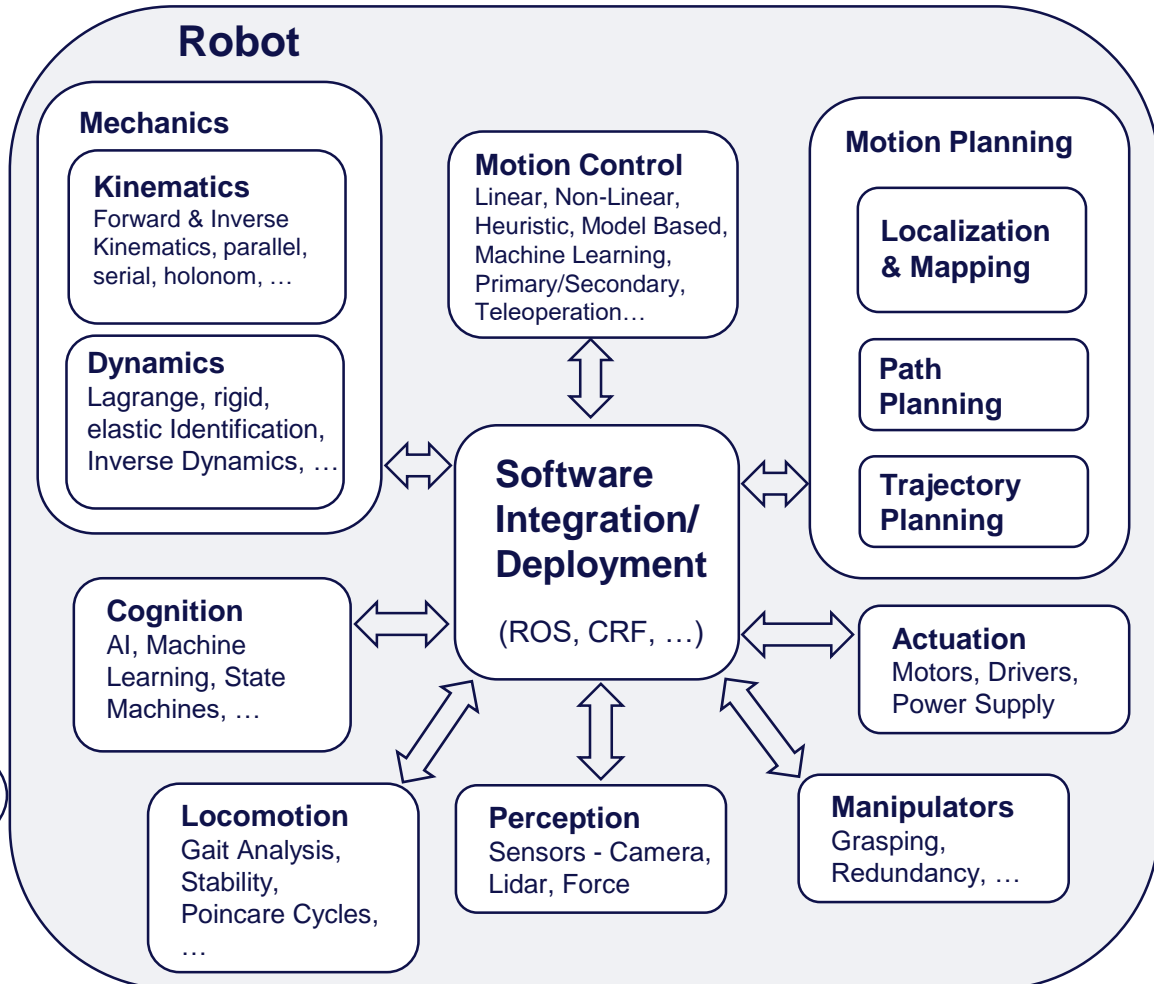 Robot
Mechanics
Kinematics
Forward & Inverse
Kinematics, parallel,
serial, holonom, …
Dynamics
Lagrange, rigid,
elastic Identification,
Inverse Dynamics, …
Motion Control
Linear, Non-Linear,
Heuristic, Model Based,
Machine Learning,
Primary/Secondary,
Teleoperation…
Motion Planning
Localization
& Mapping
Path
Planning
Trajectory
Planning
Software
Integration/
Deployment
(ROS, CRF, …)
Cognition
AI, Machine
Learning, State
Machines, …
Actuation
Motors, Drivers,
Power Supply
Locomotion
Gait Analysis,
Stability,
Poincare Cycles,
…
Perception
Sensors - Camera,
Lidar, Force
Manipulators
Grasping,
Redundancy, …